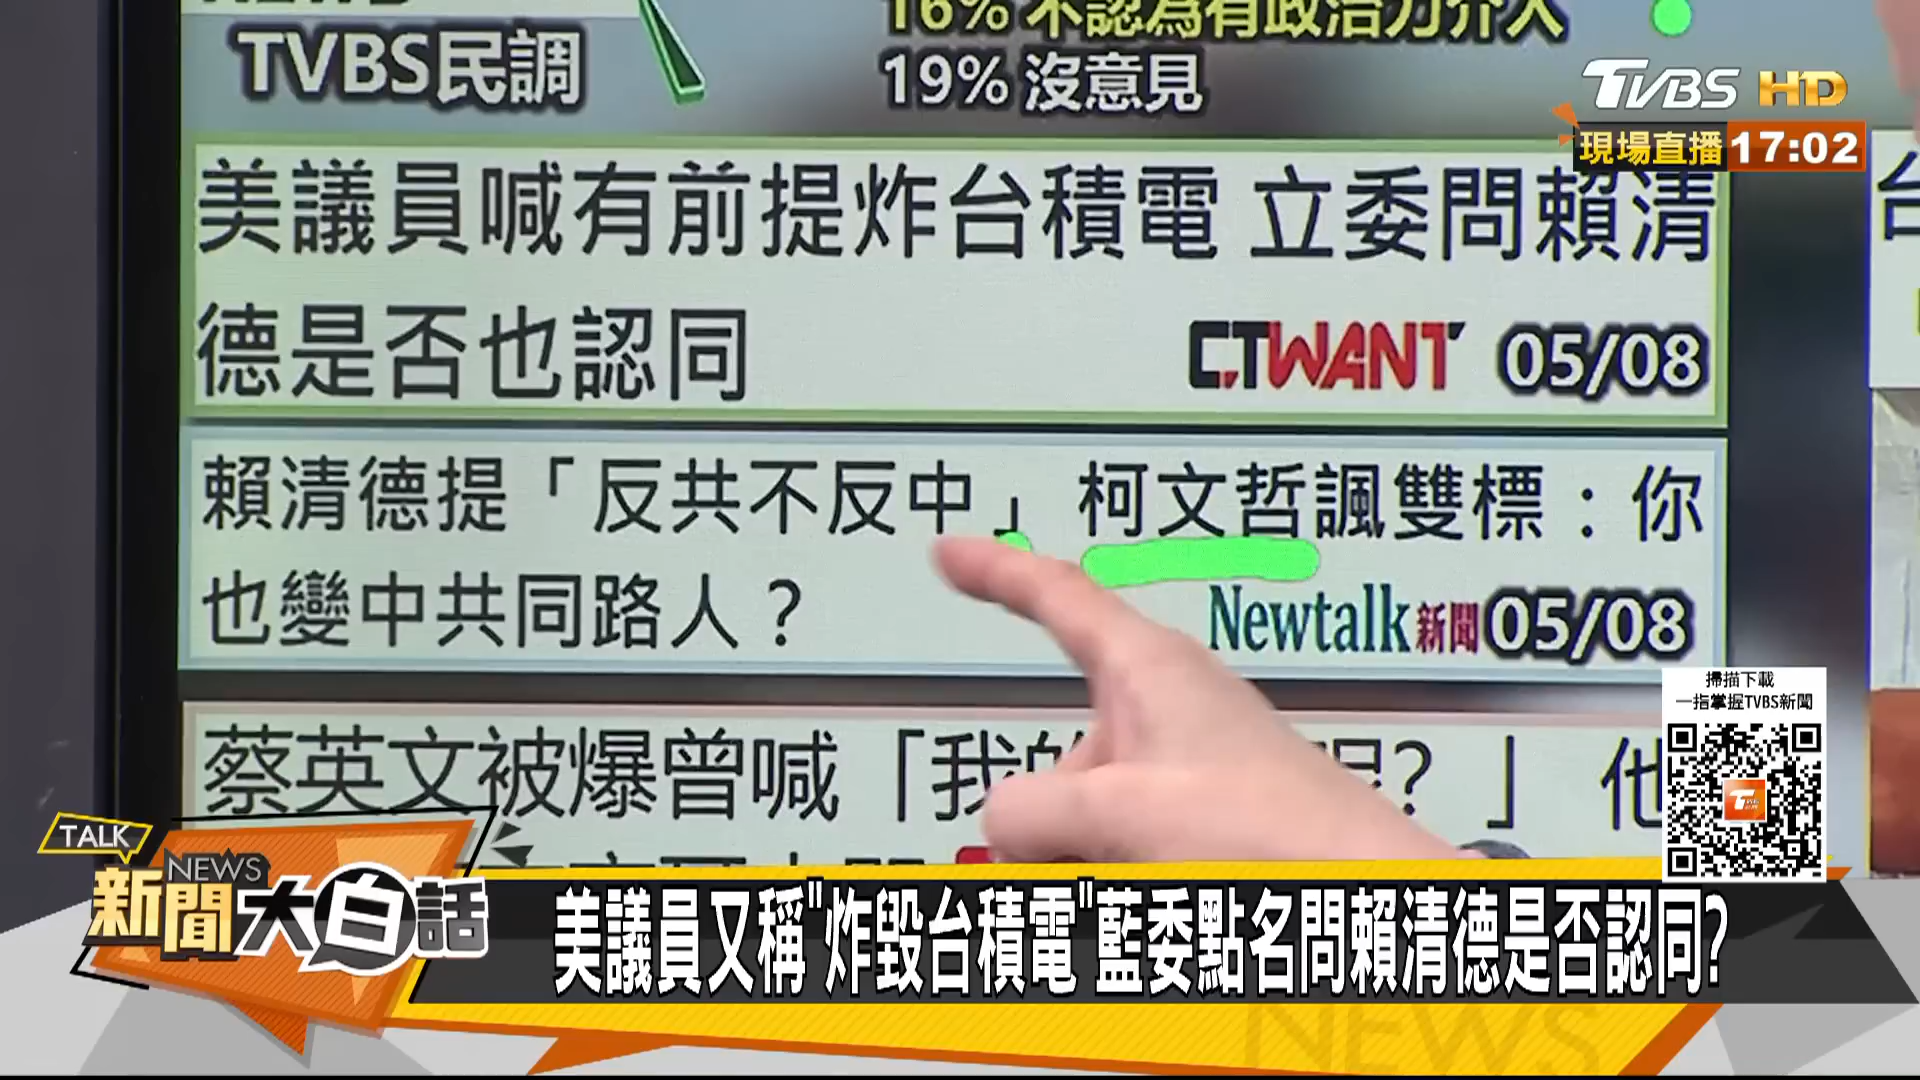 TVBS民調
16% 不認為有政治力介入
19% 沒意見
TVBS HD
現場直播 17:02
美議員喊有前提炸台積電 立委問賴清
德是否也認同
CTWANT 05/08
賴清德提「反共不反中」 柯文哲諷雙標：你
也變中共同路人？
Newtalk新聞 05/08
掃描下載
一指掌握TVBS新聞
蔡英文被爆曾喊「我的 呢？」 他
TALK
NEWS
新聞大白話
美議員又稱"炸毀台積電"藍委點名問賴清德是否認同?
NEWS